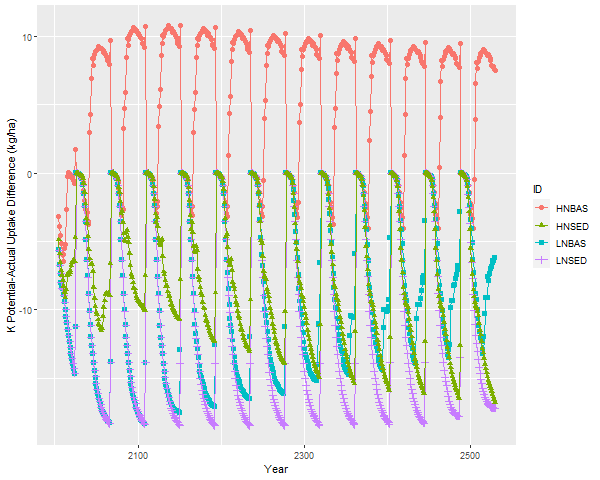 10
0
-10
K Potential-Actual Uptake Difference (kg/ha)
2100
2300
2500
Year
ID
HNBAS
HNSED
LNBAS
LNSED